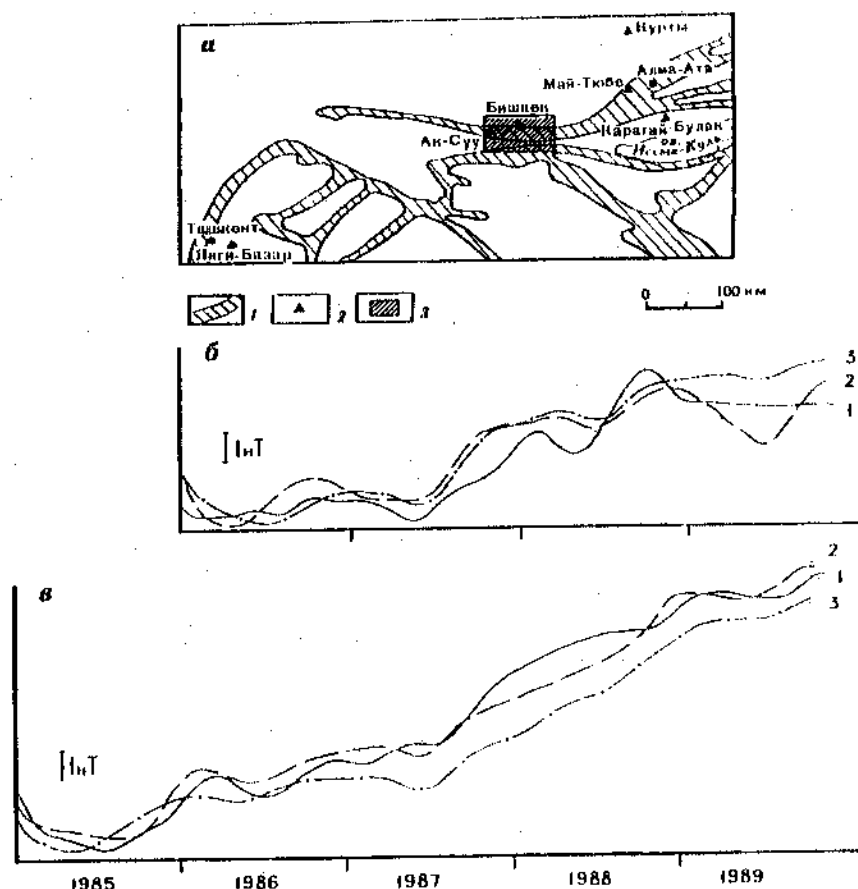 а
Курты
Алма-Ата
Май-Тюбе
Бишкек
Ак-Суу
Карагай-Булак
оз.
Иссык-Куль
Ташкент
Янги-Базар
1 2 3
0 100 км
б
3
2
1
1нТ
в
2
1
3
1нТ
1985 1986 1987 1988 1989